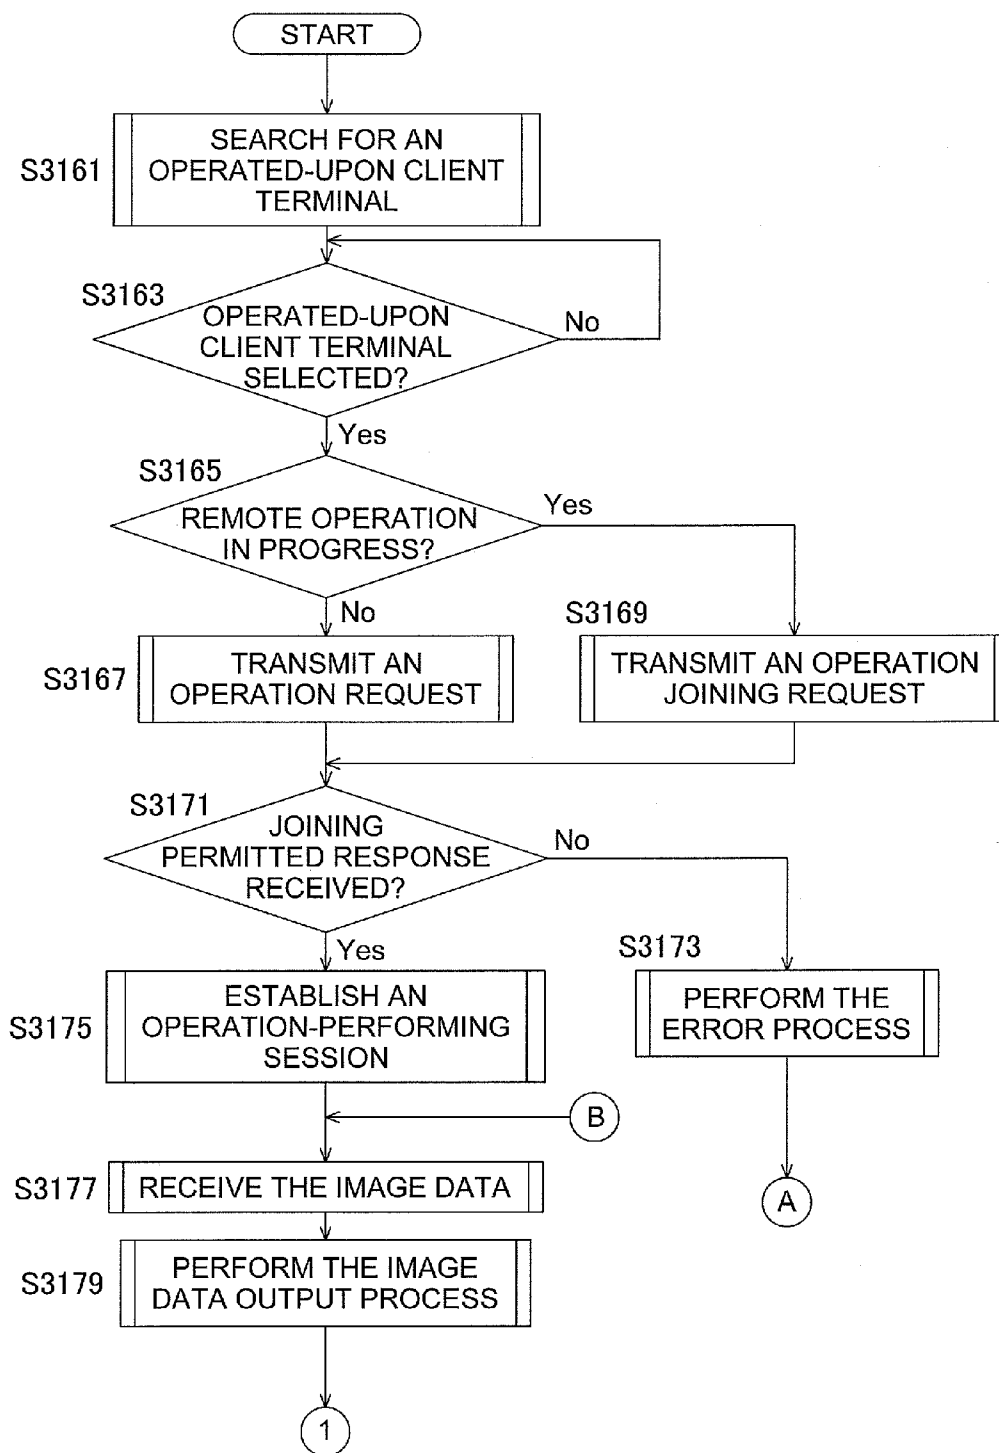 START
S3161
SEARCH FOR AN
OPERATED-UPON CLIENT
TERMINAL
S3163
OPERATED-UPON
CLIENT TERMINAL
SELECTED?
No
Yes
S3165
REMOTE OPERATION
IN PROGRESS?
Yes
No
S3167
TRANSMIT AN
OPERATION REQUEST
S3169
TRANSMIT AN OPERATION
JOINING REQUEST
S3171
JOINING
PERMITTED RESPONSE
RECEIVED?
No
Yes
S3173
PERFORM THE
ERROR PROCESS
S3175
ESTABLISH AN
OPERATION-PERFORMING
SESSION
B
A
S3177
RECEIVE THE IMAGE DATA
S3179
PERFORM THE IMAGE
DATA OUTPUT PROCESS
1